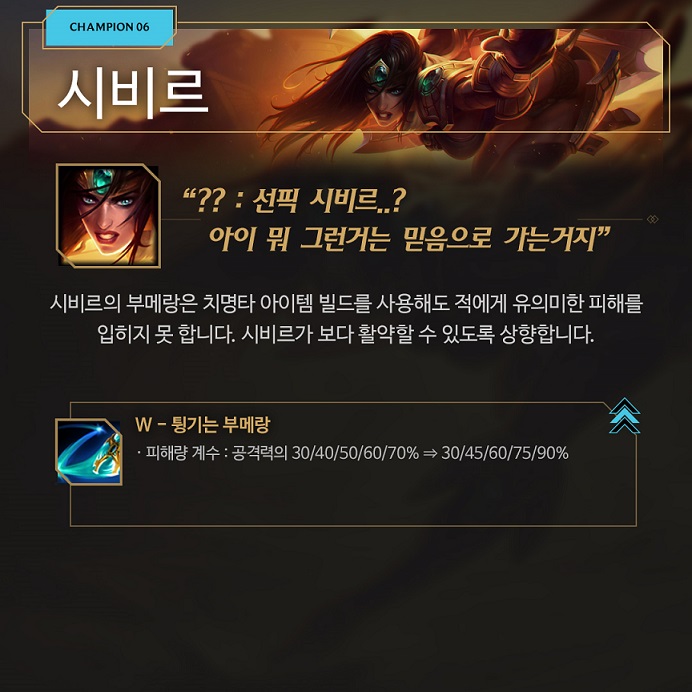 CHAMPION 06
시비르
“?? : 선픽 시비르..?
아이 뭐 그런거는 믿음으로 가는거지”
시비르의 부메랑은 치명타 아이템 빌드를 사용해도 적에게 유의미한 피해를
입히지 못 합니다. 시비르가 보다 활약할 수 있도록 상향합니다.
W - 튕기는 부메랑
· 피해량 계수 : 공격력의 30/40/50/60/70% ⇒ 30/45/60/75/90%